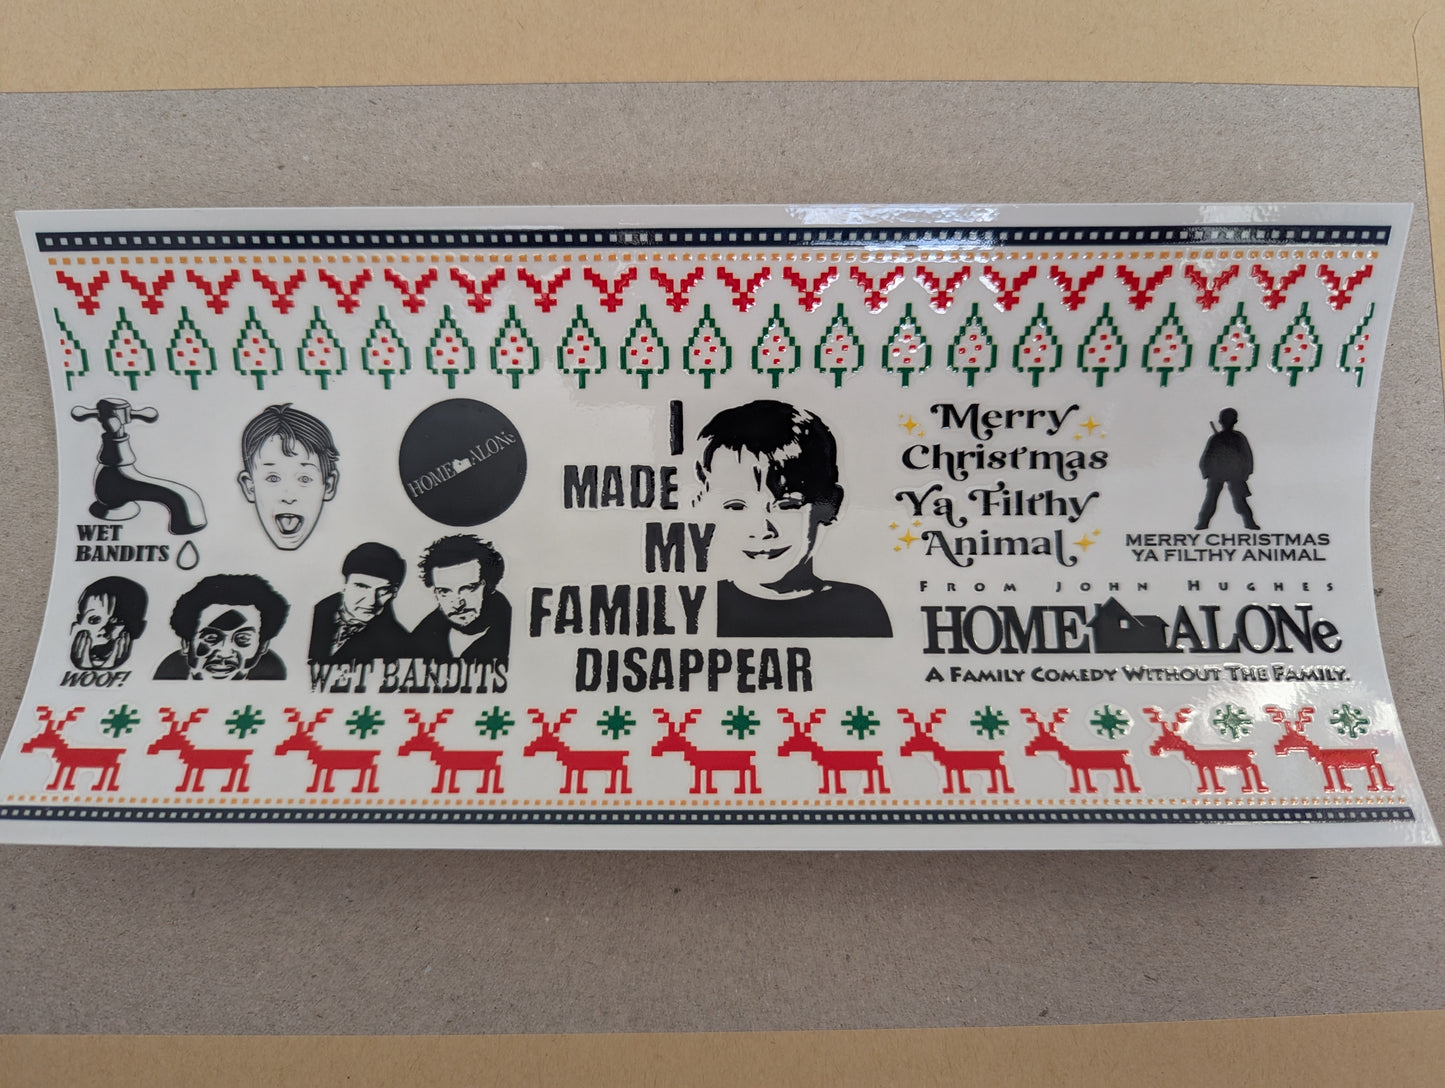 WET
BANDITS
WOOF!
HOME ALONe
WET BANDITS
I
MADE
MY
FAMILY
DISAPPEAR
Merry
Christmas
Ya Filthy
Animal
MERRY CHRISTMAS
YA FILTHY ANIMAL
FROM JOHN HUGHES
HOME ALONe
A FAMILY COMEDY WITHOUT THE FAMILY.